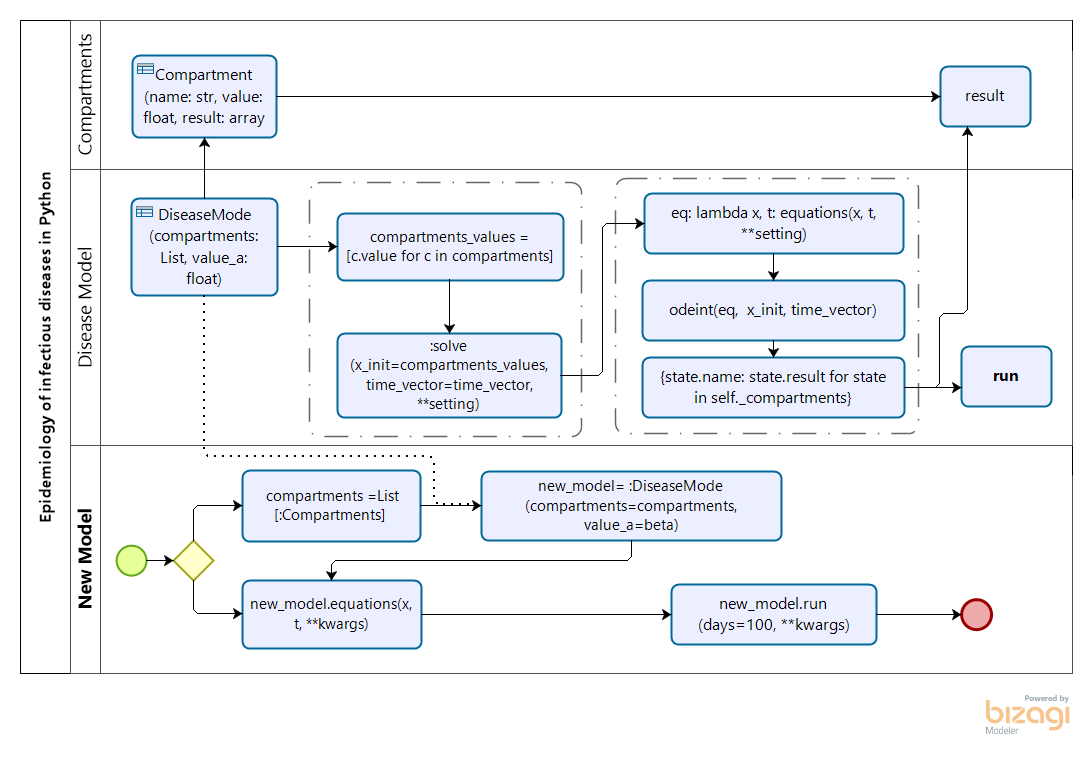 Epidemiology of infectious diseases in Python
Compartments
Compartment
(name: str, value:
float, result: array
result
Disease Model
DiseaseMode
(compartments:
List, value_a:
float)
compartments_values =
[c.value for c in compartments]
:solve
(x_init=compartments_values,
time_vector=time_vector,
**setting)
eq: lambda x, t: equations(x, t,
**setting)
odeint(eq,  x_init, time_vector)
{state.name: state.result for state
in self._compartments}
run
New Model
compartments =List
[:Compartments]
new_model= :DiseaseMode
(compartments=compartments,
value_a=beta)
new_model.equations(x,
t, **kwargs)
new_model.run
(days=100, **kwargs)
Powered by
bizagi
Modeler